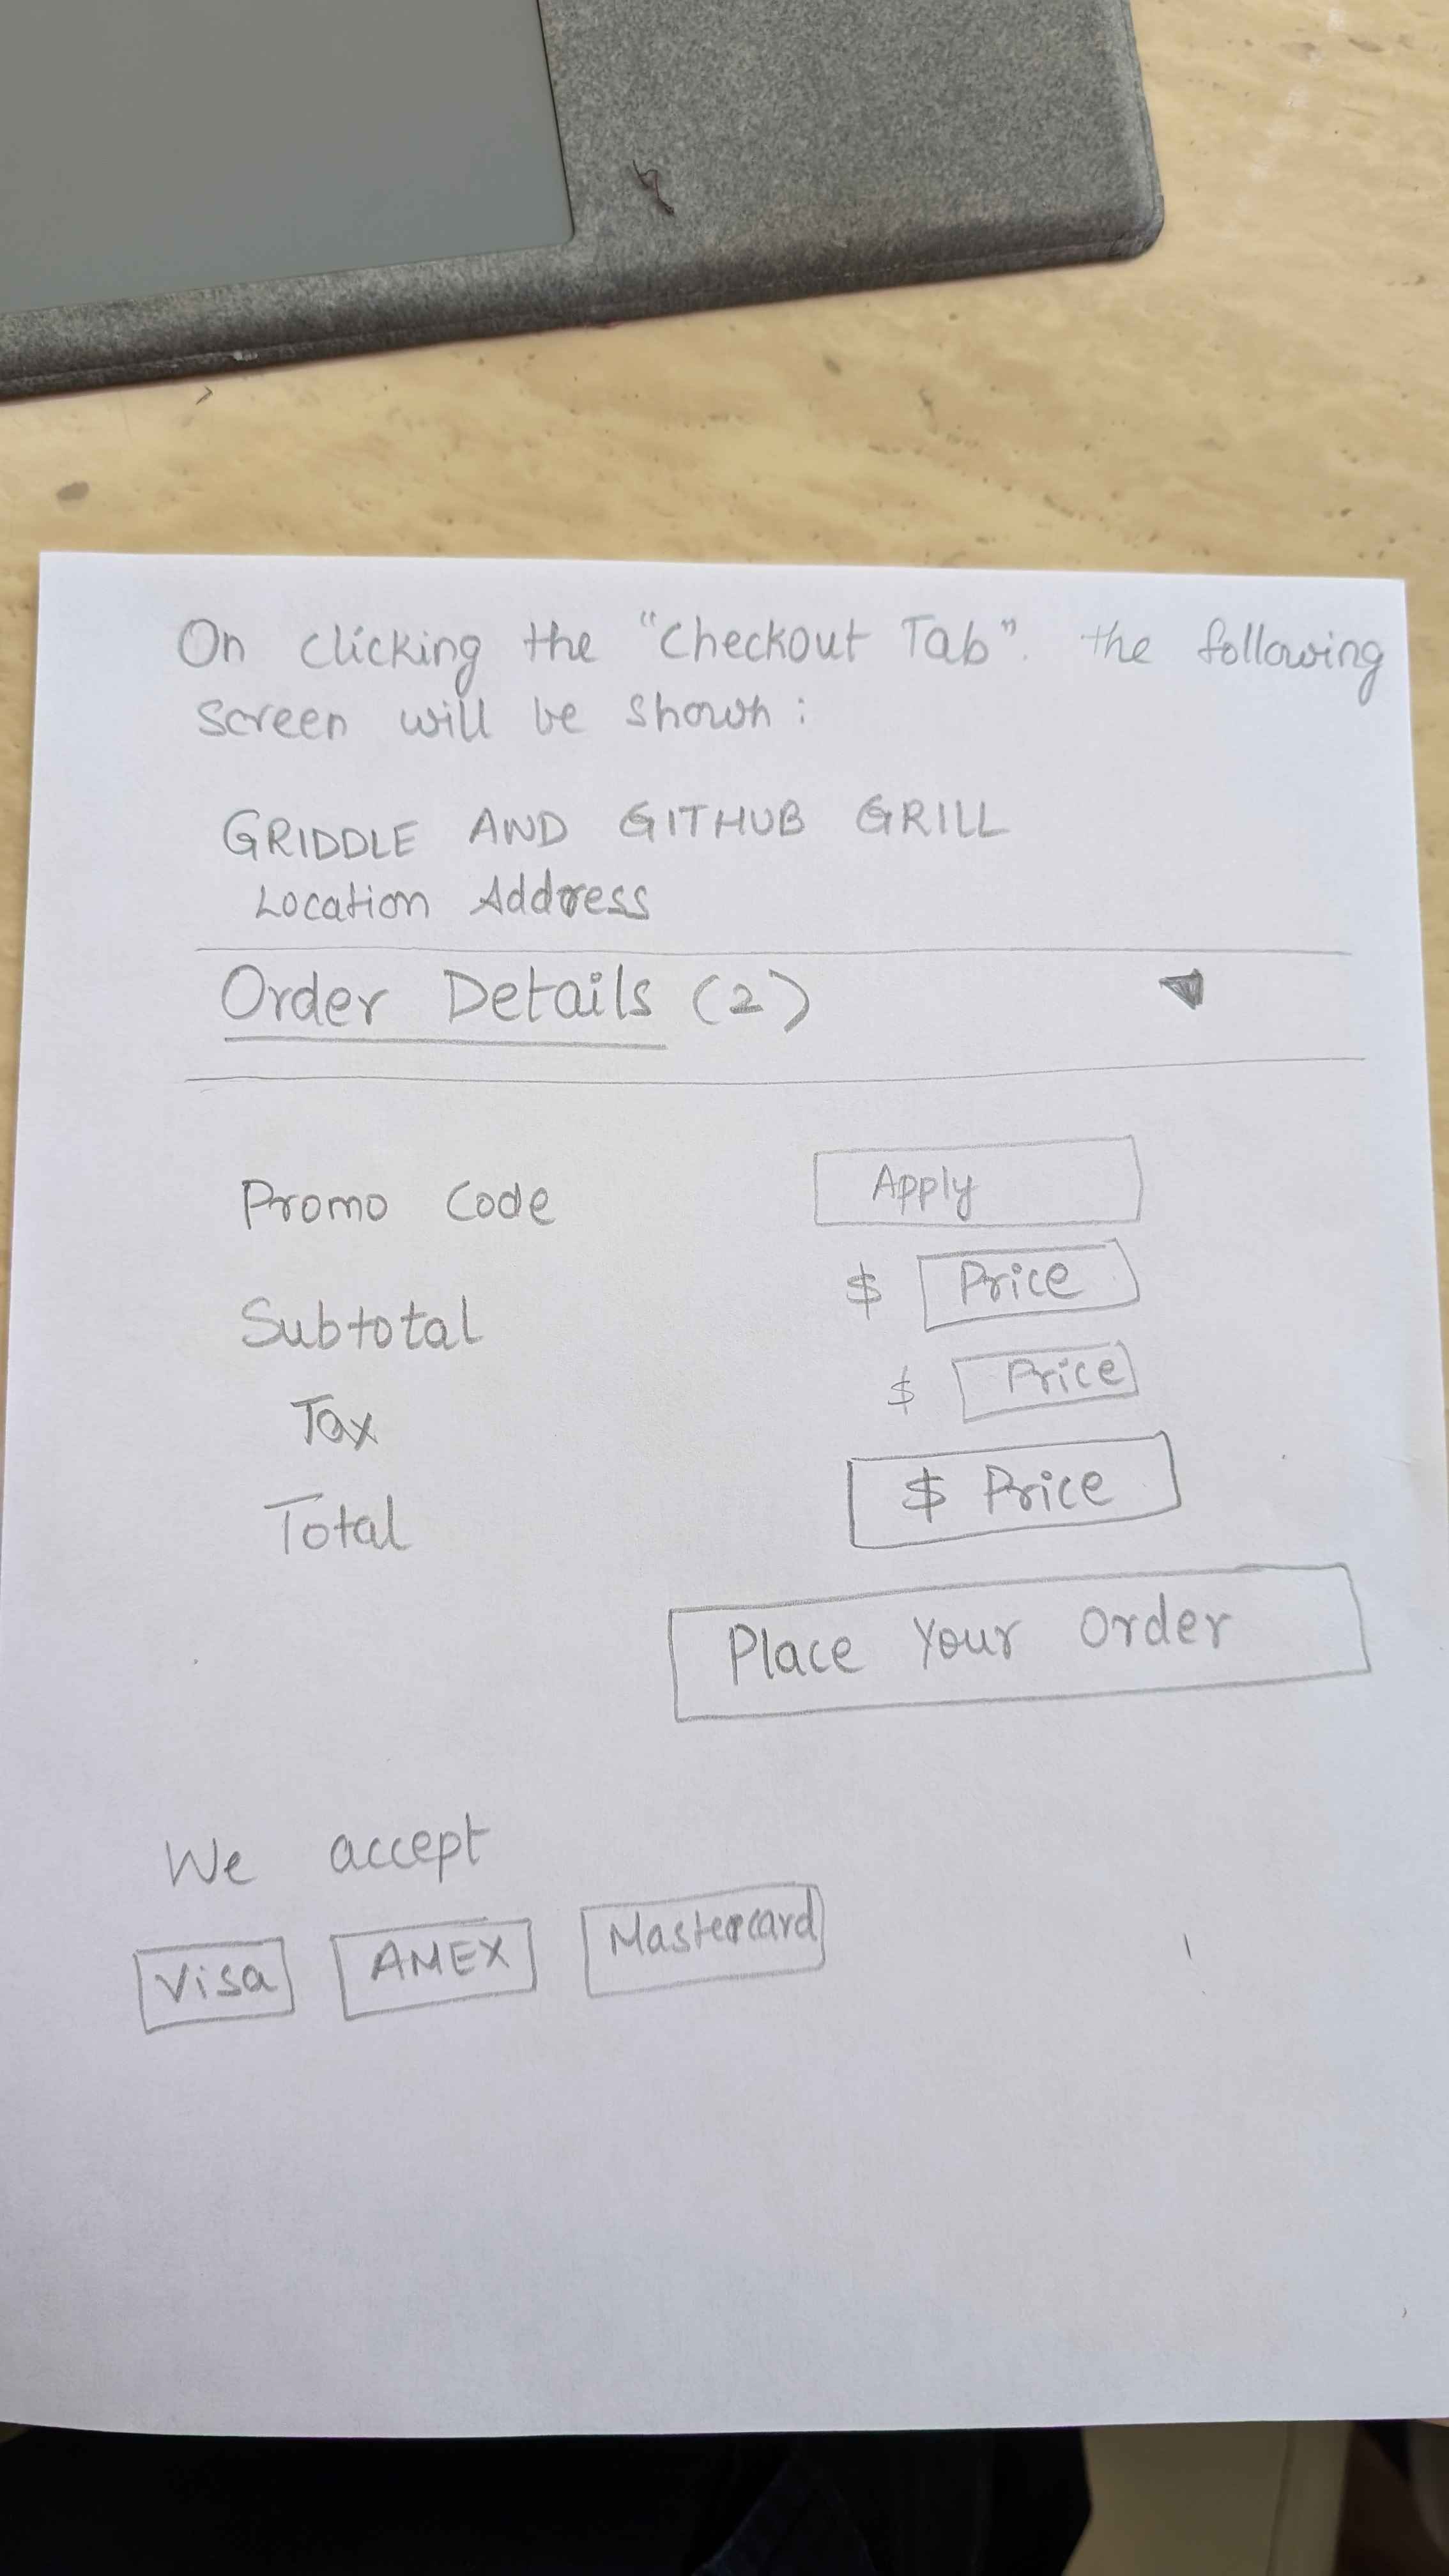 On clicking the "Checkout Tab". the following
screen will be shown:
GRIDDLE AND GITHUB GRILL
Location Address
Order Details (2)
Promo Code Apply
Subtotal $ Price
Tax $ Price
Total $ Price
Place Your Order
We accept
Visa AMEX Mastercard